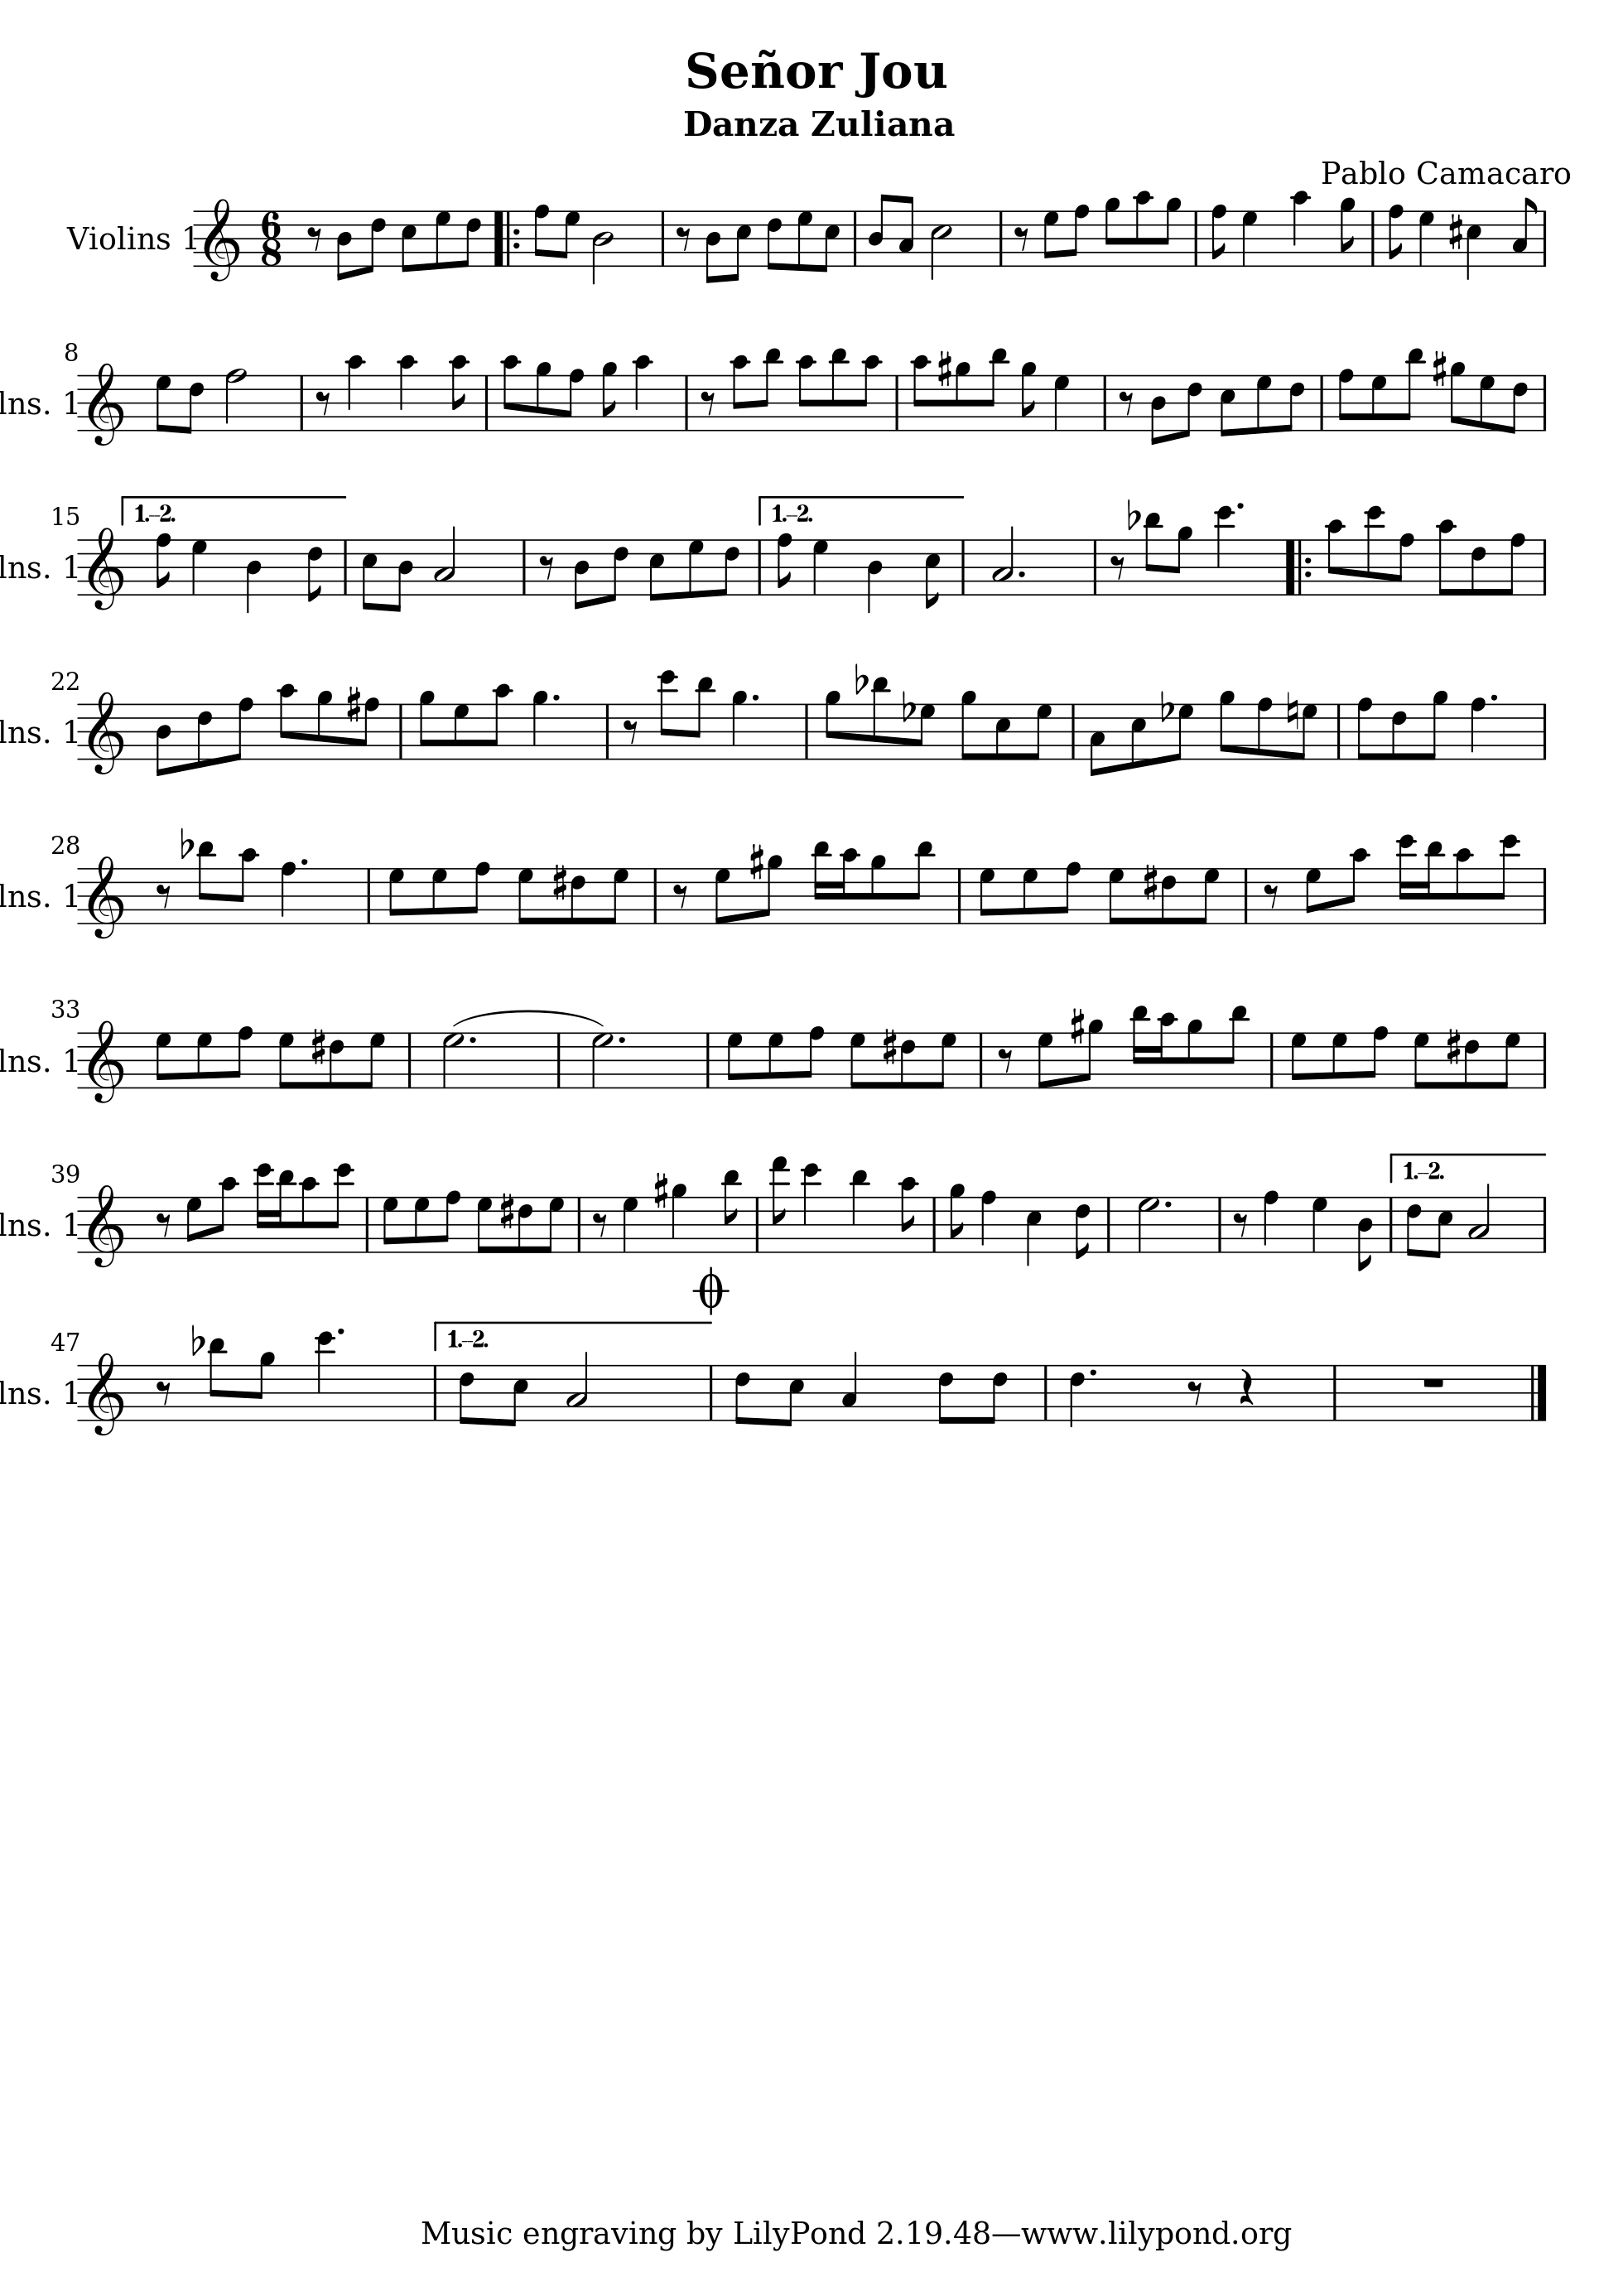 Señor Jou
Danza Zuliana
Pablo Camacaro
Violins 1
6
8
8
lns. 1
15
1.–2.
1.–2.
lns. 1
22
lns. 1
28
lns. 1
33
lns. 1
39
1.–2.
lns. 1
47
1.–2.
lns. 1
Music engraving by LilyPond 2.19.48—www.lilypond.org